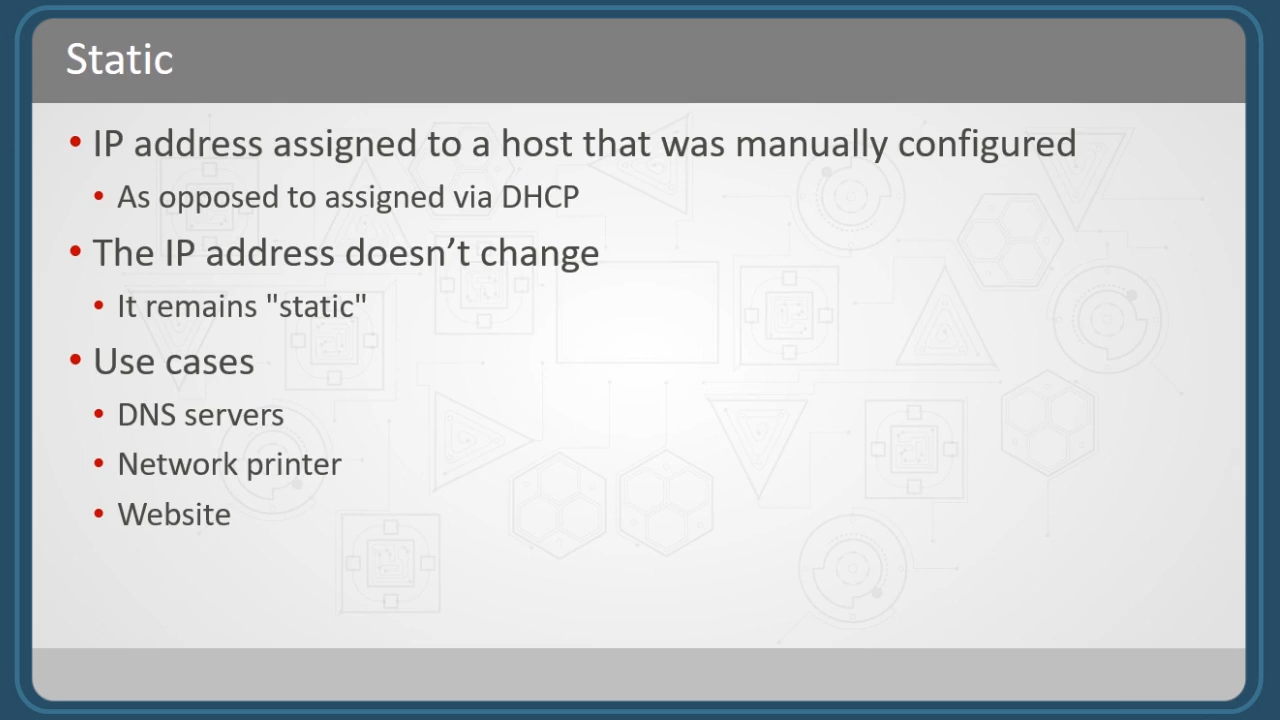 Static
• IP address assigned to a host that was manually configured
• As opposed to assigned via DHCP
• The IP address doesn’t change
• It remains "static"
• Use cases
• DNS servers
• Network printer
• Website